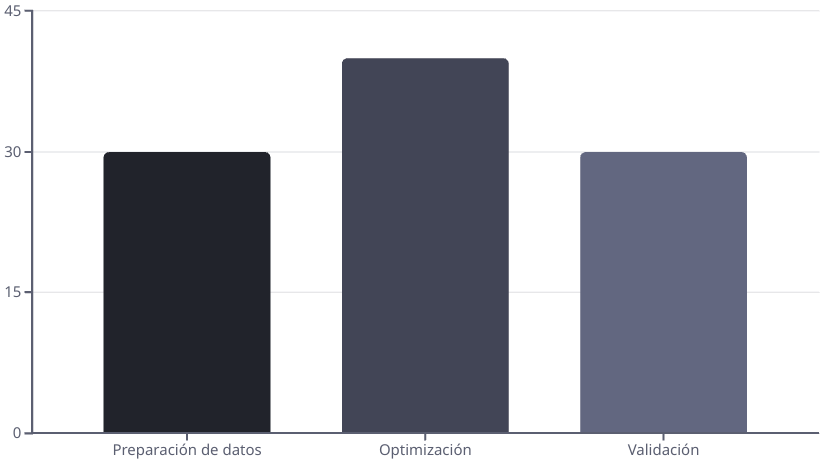 45
30
15
0
Preparación de datos
Optimización
Validación